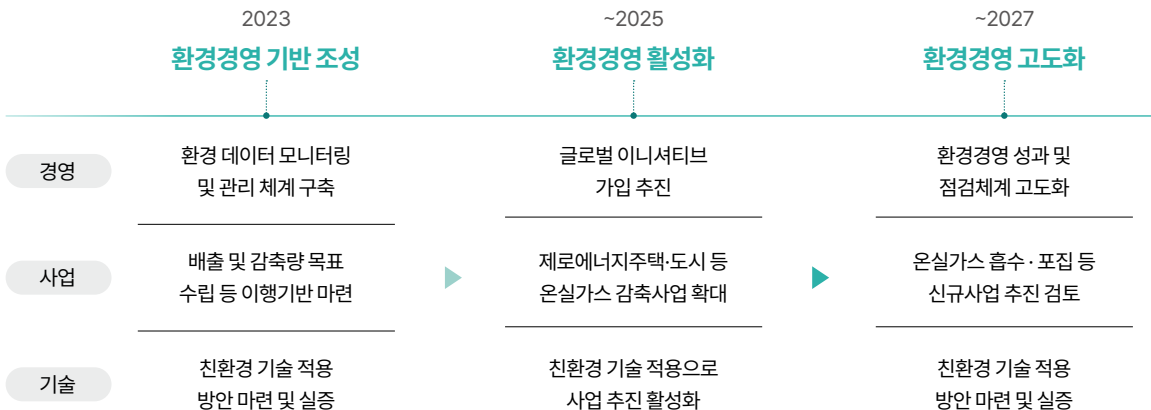 2023
~2025
~2027
환경경영 기반 조성
환경경영 활성화
환경경영 고도화
경영
환경 데이터 모니터링
및 관리 체계 구축
글로벌 이니셔티브
가입 추진
환경경영 성과 및
점검체계 고도화
사업
배출 및 감축량 목표
수립 등 이행기반 마련
제로에너지주택·도시 등
온실가스 감축사업 확대
온실가스 흡수 · 포집 등
신규사업 추진 검토
기술
친환경 기술 적용
방안 마련 및 실증
친환경 기술 적용으로
사업 추진 활성화
친환경 기술 적용
방안 마련 및 실증